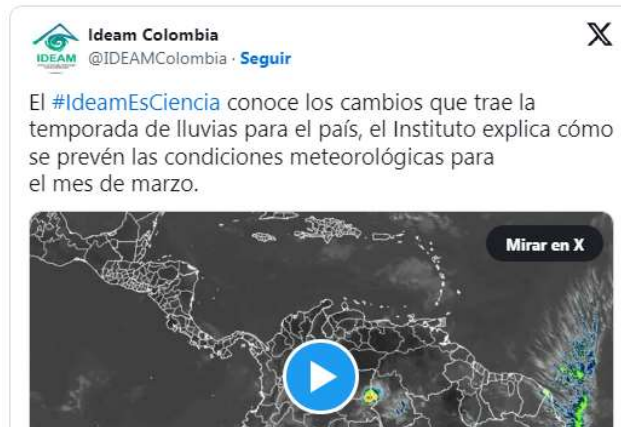 Ideam Colombia
@IDEAMColombia · Seguir
IDEAM
El #IdeamEsCiencia conoce los cambios que trae la
temporada de lluvias para el país, el Instituto explica cómo
se prevén las condiciones meteorológicas para
el mes de marzo.
Mirar en X